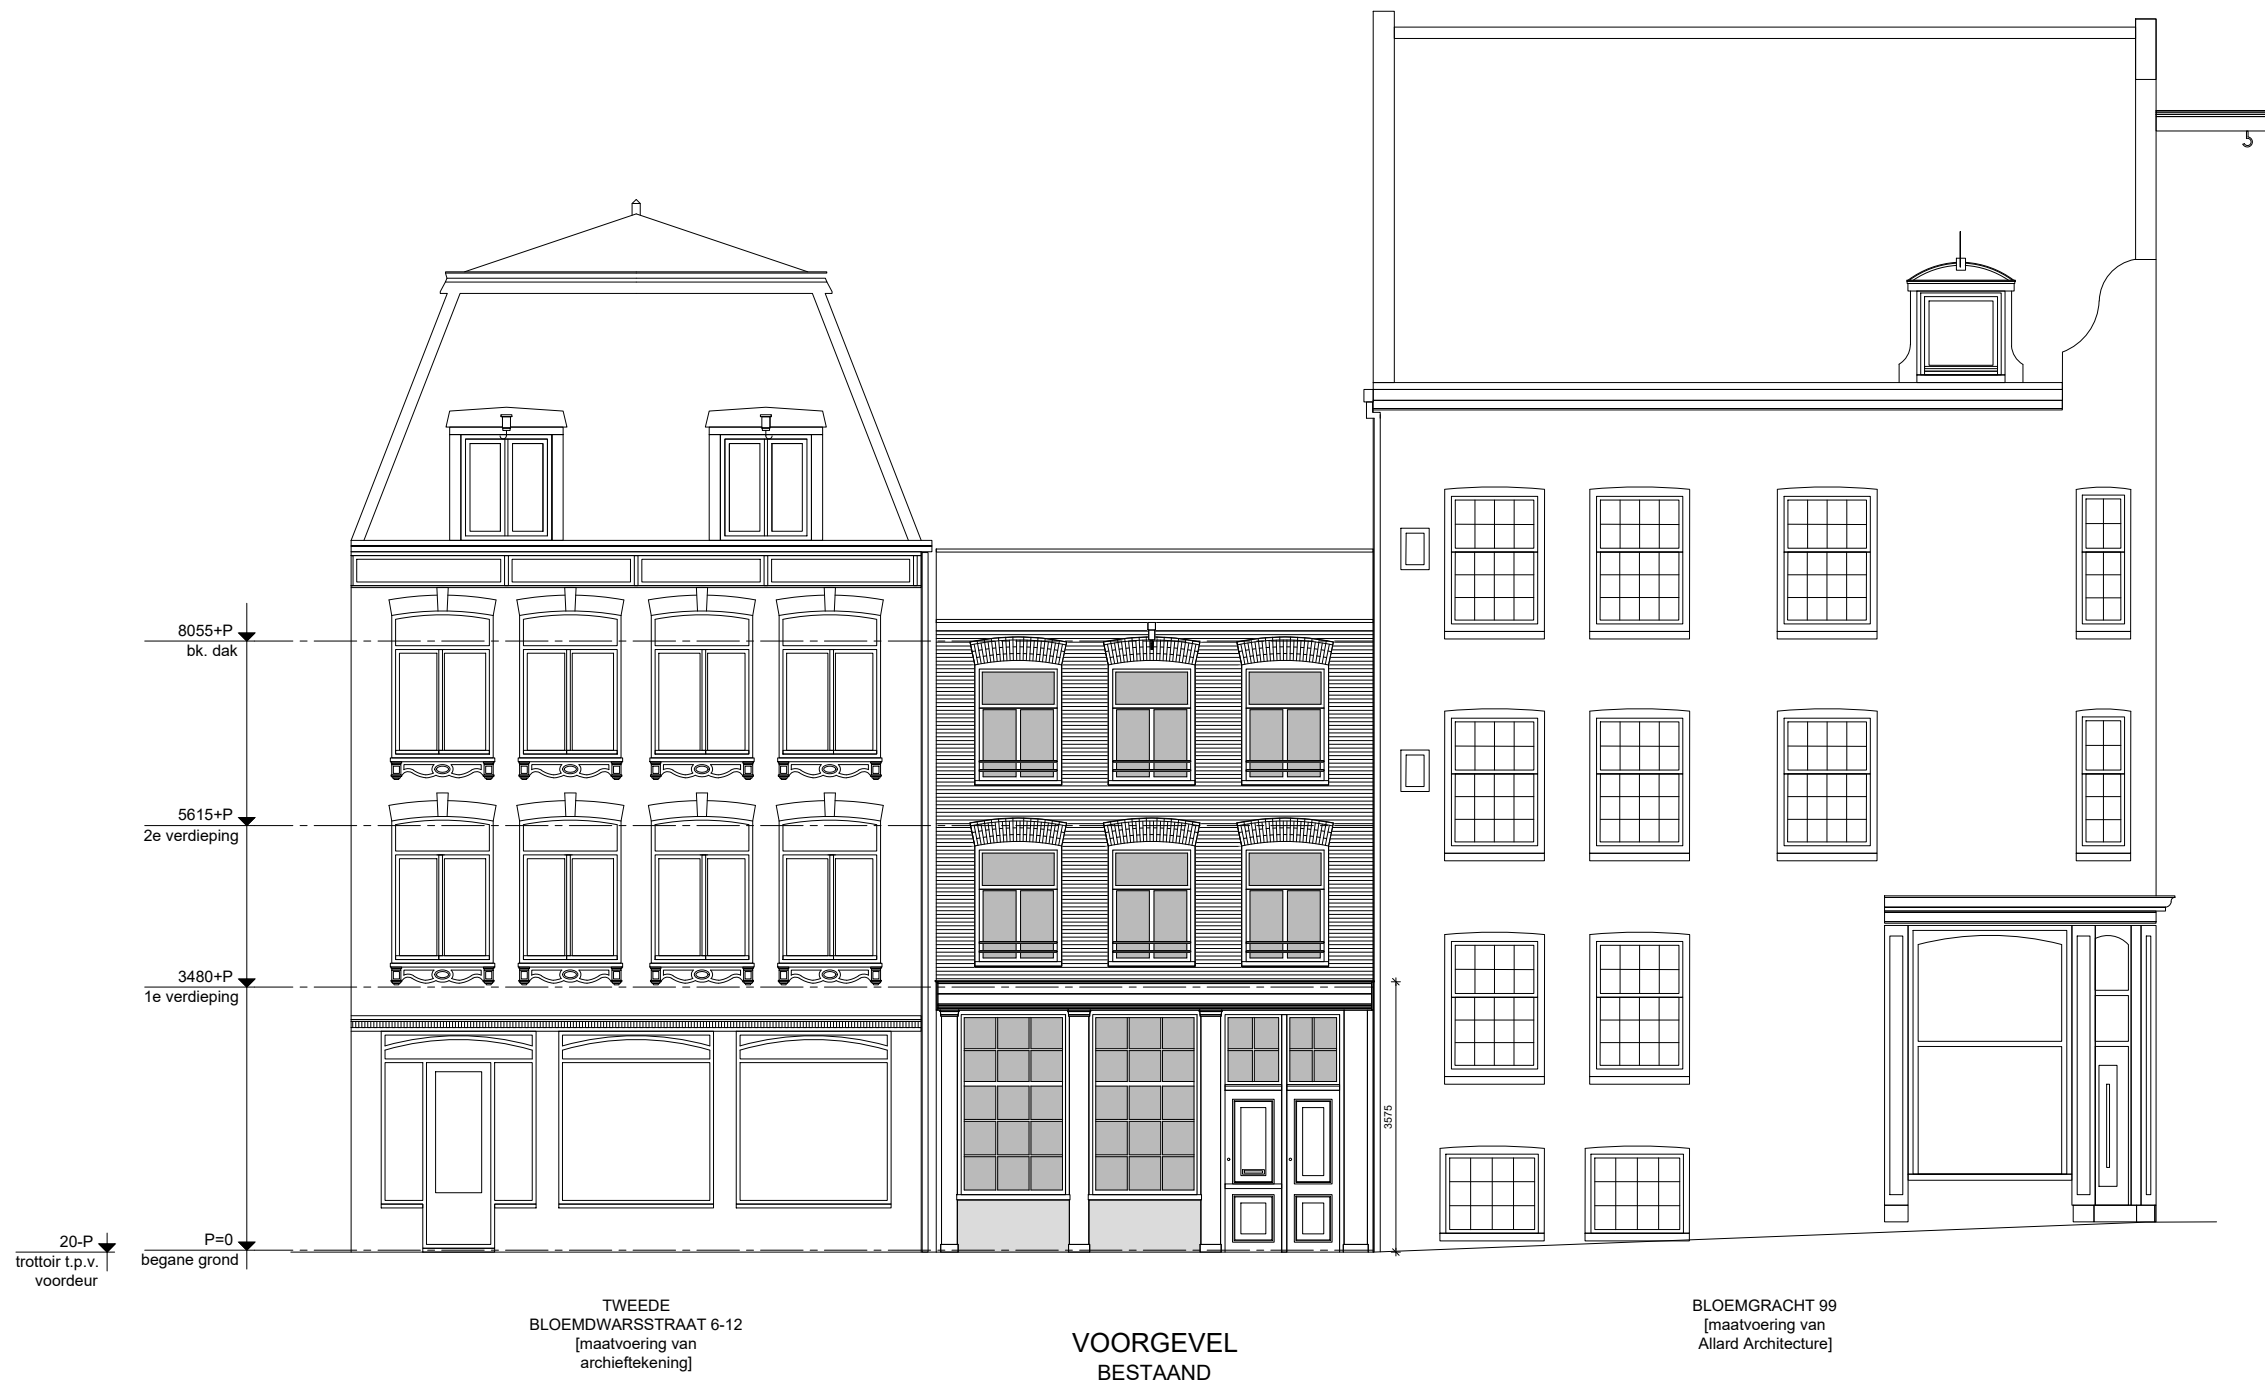 8055+P
bk. dak
5615+P
2e verdieping
3480+P
1e verdieping
3575
20-P
trottoir t.p.v.
voordeur
P=0
begane grond
TWEEDE
BLOEMDWARSSTRAAT 6-12
[maatvoering van
archieftekening]
VOORGEVEL
BESTAAND
BLOEMGRACHT 99
[maatvoering van
Allard Architecture]